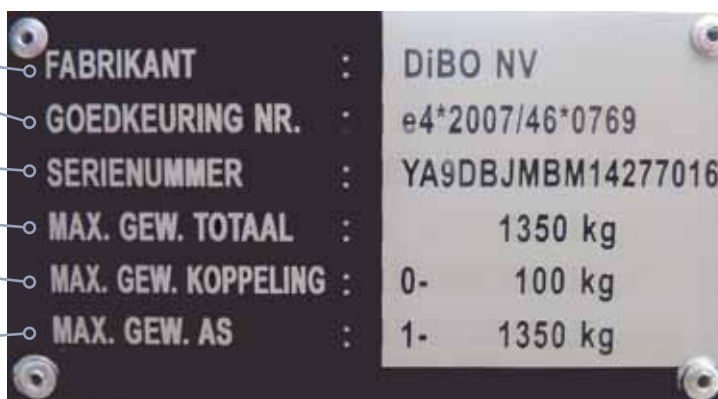 FABRIKANT : DiBO NV
GOEDKEURING NR. : e4*2007/46*0769
SERIENUMMER : YA9DBJMBM14277016
MAX. GEW. TOTAAL : 1350 kg
MAX. GEW. KOPPELING : 0- 100 kg
MAX. GEW. AS : 1- 1350 kg